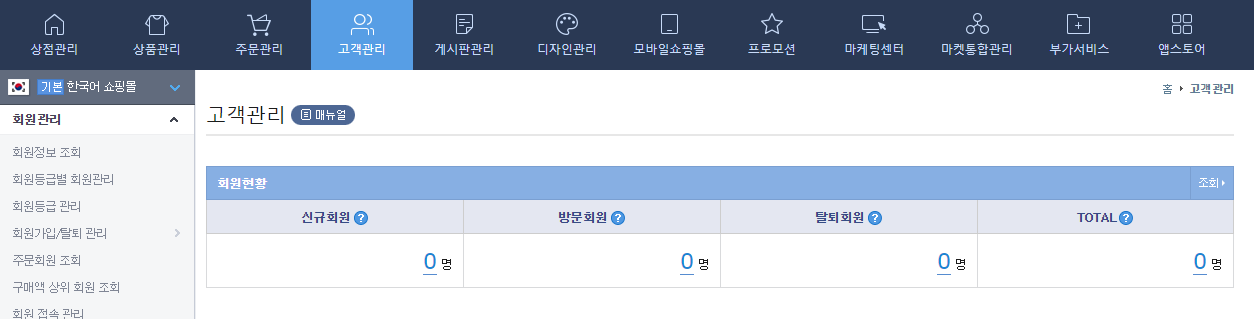 상점관리 상품관리 주문관리 고객관리 게시판관리 디자인관리 모바일쇼핑몰 프로모션 마케팅센터 마켓통합관리 부가서비스 앱스토어
기본 한국어 쇼핑몰
홈 고객관리
고객관리 매뉴얼
회원관리
회원정보 조회
회원등급별 회원관리
회원등급 관리
회원가입/탈퇴 관리
주문회원 조회
구매액 상위 회원 조회
회원 접속 관리
회원현황 조회
신규회원 ? 방문회원 ? 탈퇴회원 ? TOTAL ?
0 명 0 명 0 명 0 명